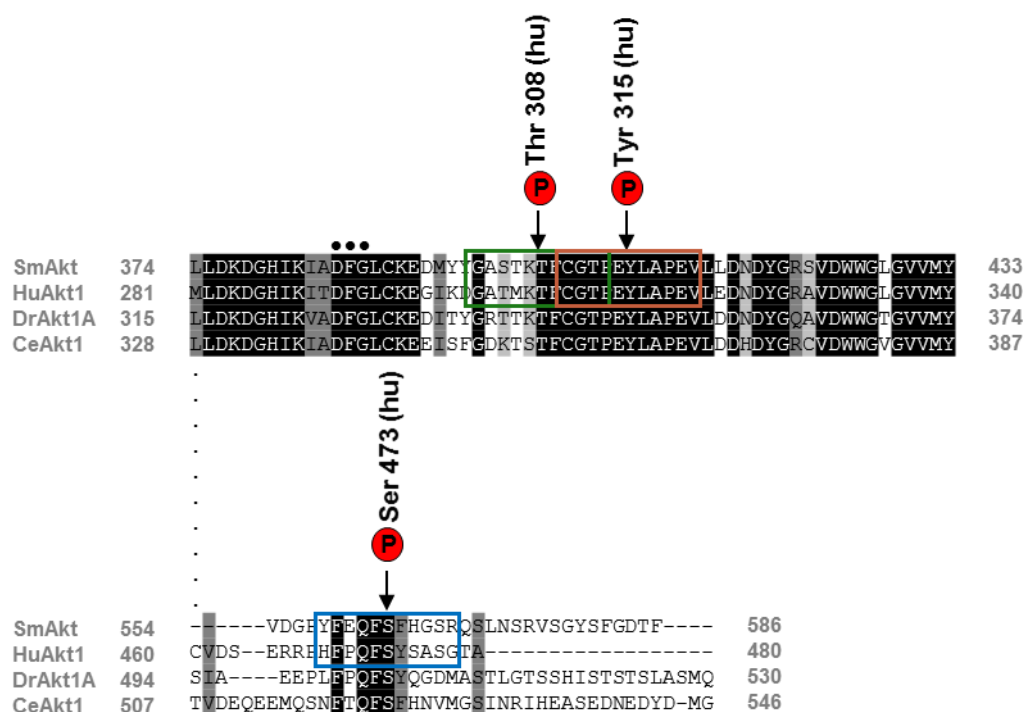 Thr 308 (hu)
Tyr 315 (hu)
P
P
SmAkt 374 LLDKDGHIKIADFGLCKEDMYYGASTKTFCGTPEYLAPEVLLDNDYGRSVDWWGLGVVMY 433
HuAkt1 281 MLDKDGHIKITDFGLCKEGIKDGATMKTFCGTPEYLAPEVLEDNDYGRAVDWWGLGVVMY 340
DrAkt1A 315 LLDKDGHIKVADFGLCKEDITYGRTTKTFCGTPEYLAPEVLDDNDYGQAVDWWGTGVVMY 374
CeAkt1 328 LLDKDGHIKIADFGLCKEEISFGDKTSTFCGTPEYLAPEVLDDHDYGRCVDWWGVGVVMY 387
Ser 473 (hu)
P
SmAkt 554 ------VDGPYFEQFSFHGSRQSLNSRVSGYSFGDTF---- 586
HuAkt1 460 CVDS--ERRPHFPQFSYSASGTA------------------ 480
DrAkt1A 494 SIA----EEPLFPQFSYQGDMASTLGTSSHISTSTSLASMQ 530
CeAkt1 507 TVDEQEEMQSNFTQFSFHNVMGSINRIHEASEDNEDYD-MG 546